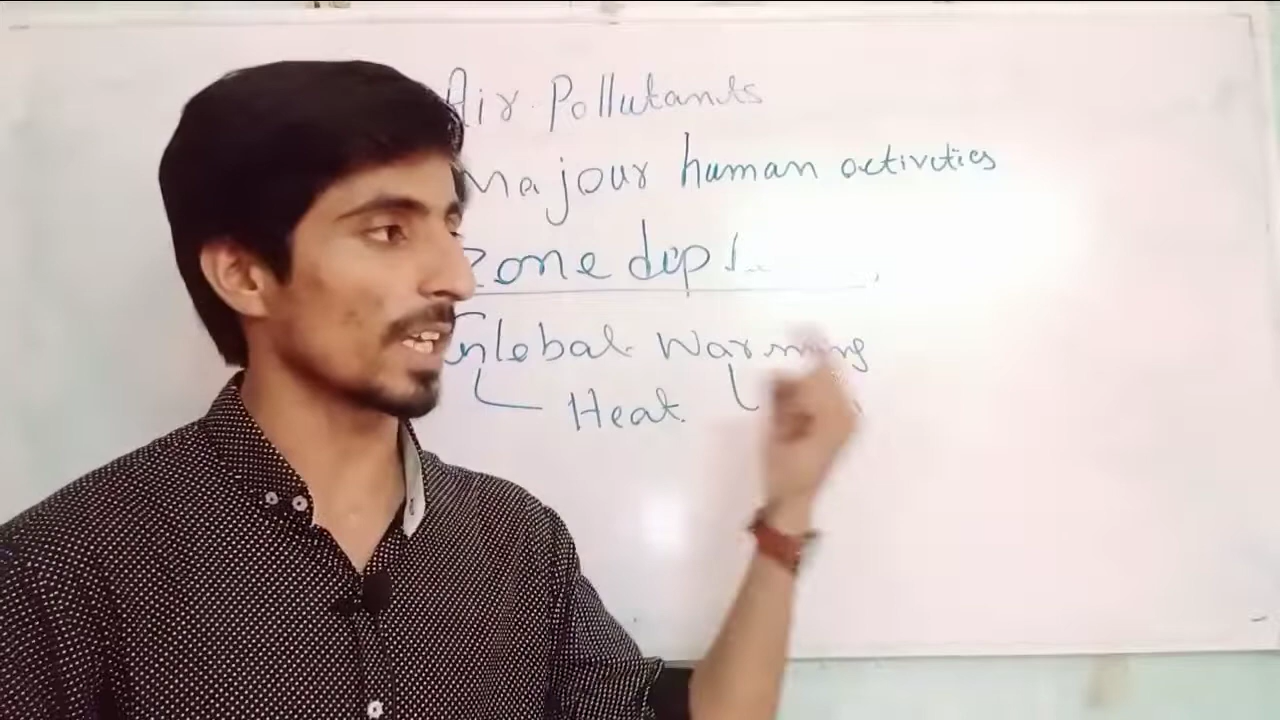 Air Pollutants
Majour human activities
zone dep
Global Warming
Heat